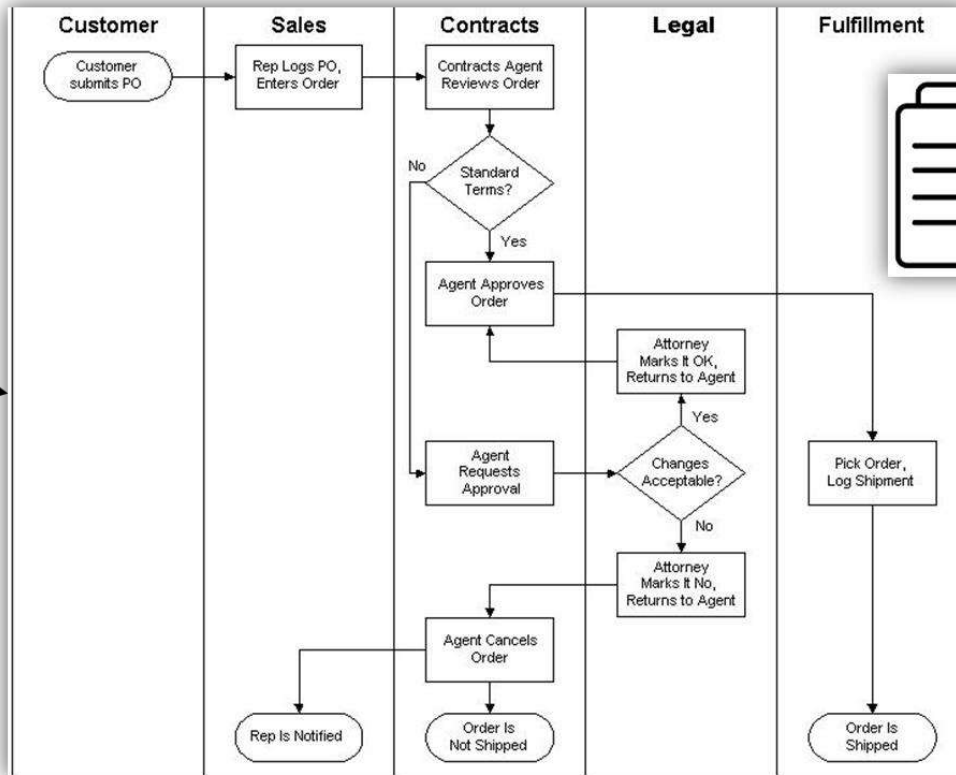 Customer
Sales
Contracts
Legal
Fulfillment
Customer
submits PO
Rep Logs PO,
Enters Order
Contracts Agent
Reviews Order
No
Standard
Terms?
Yes
Agent Approves
Order
Attorney
Marks It OK,
Returns to Agent
Yes
Agent
Requests
Approval
Changes
Acceptable?
Pick Order,
Log Shipment
No
Attorney
Marks It No,
Returns to Agent
Agent Cancels
Order
Rep Is Notified
Order Is
Not Shipped
Order Is
Shipped